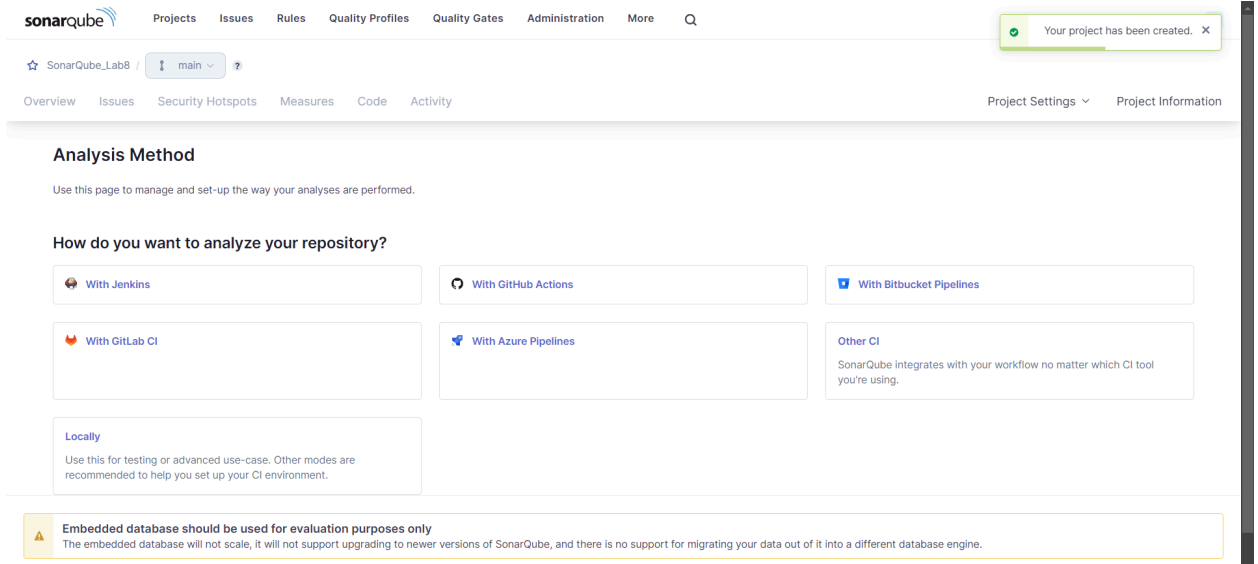 sonarqube Projects Issues Rules Quality Profiles Quality Gates Administration More
Your project has been created.
SonarQube_Lab8 / main ?
Overview Issues Security Hotspots Measures Code Activity Project Settings Project Information
Analysis Method
Use this page to manage and set-up the way your analyses are performed.
How do you want to analyze your repository?
With Jenkins
With GitHub Actions
With Bitbucket Pipelines
With GitLab CI
With Azure Pipelines
Other CI
SonarQube integrates with your workflow no matter which CI tool
you're using.
Locally
Use this for testing or advanced use-case. Other modes are
recommended to help you set up your CI environment.
Embedded database should be used for evaluation purposes only
The embedded database will not scale, it will not support upgrading to newer versions of SonarQube, and there is no support for migrating your data out of it into a different database engine.